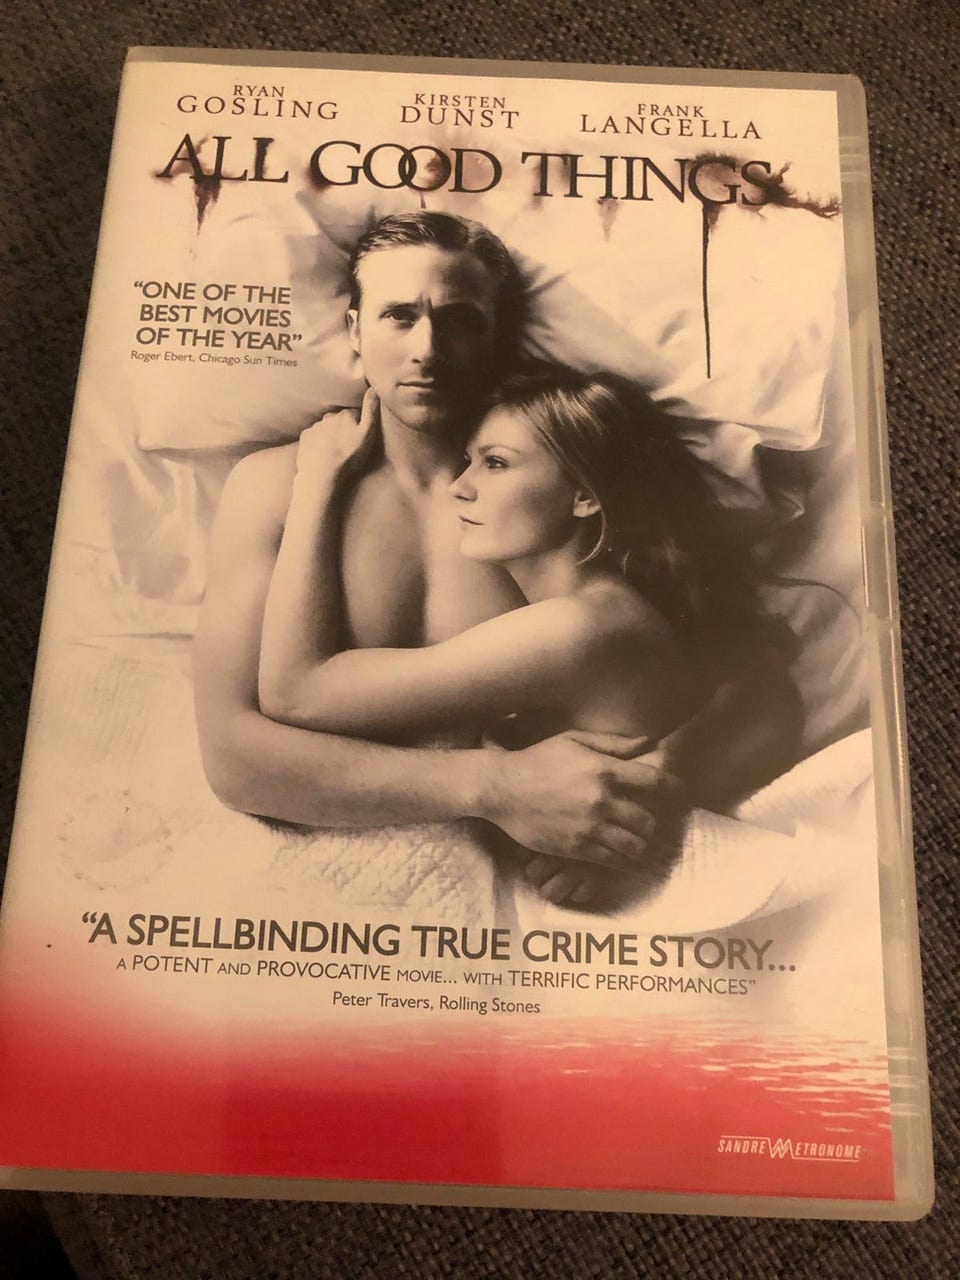 RYAN
GOSLING
KIRSTEN
DUNST
FRANK
LANGELLA
ALL GOOD THINGS
“ONE OF THE
BEST MOVIES
OF THE YEAR”
Roger Ebert, Chicago Sun Times
“A SPELLBINDING TRUE CRIME STORY...
A POTENT AND PROVOCATIVE MOVIE... WITH TERRIFIC PERFORMANCES”
Peter Travers, Rolling Stones
SANDREW METRONOME